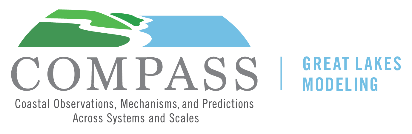 COMPASS
Coastal Observations, Mechanisms, and Predictions
Across Systems and Scales
GREAT LAKES
MODELING